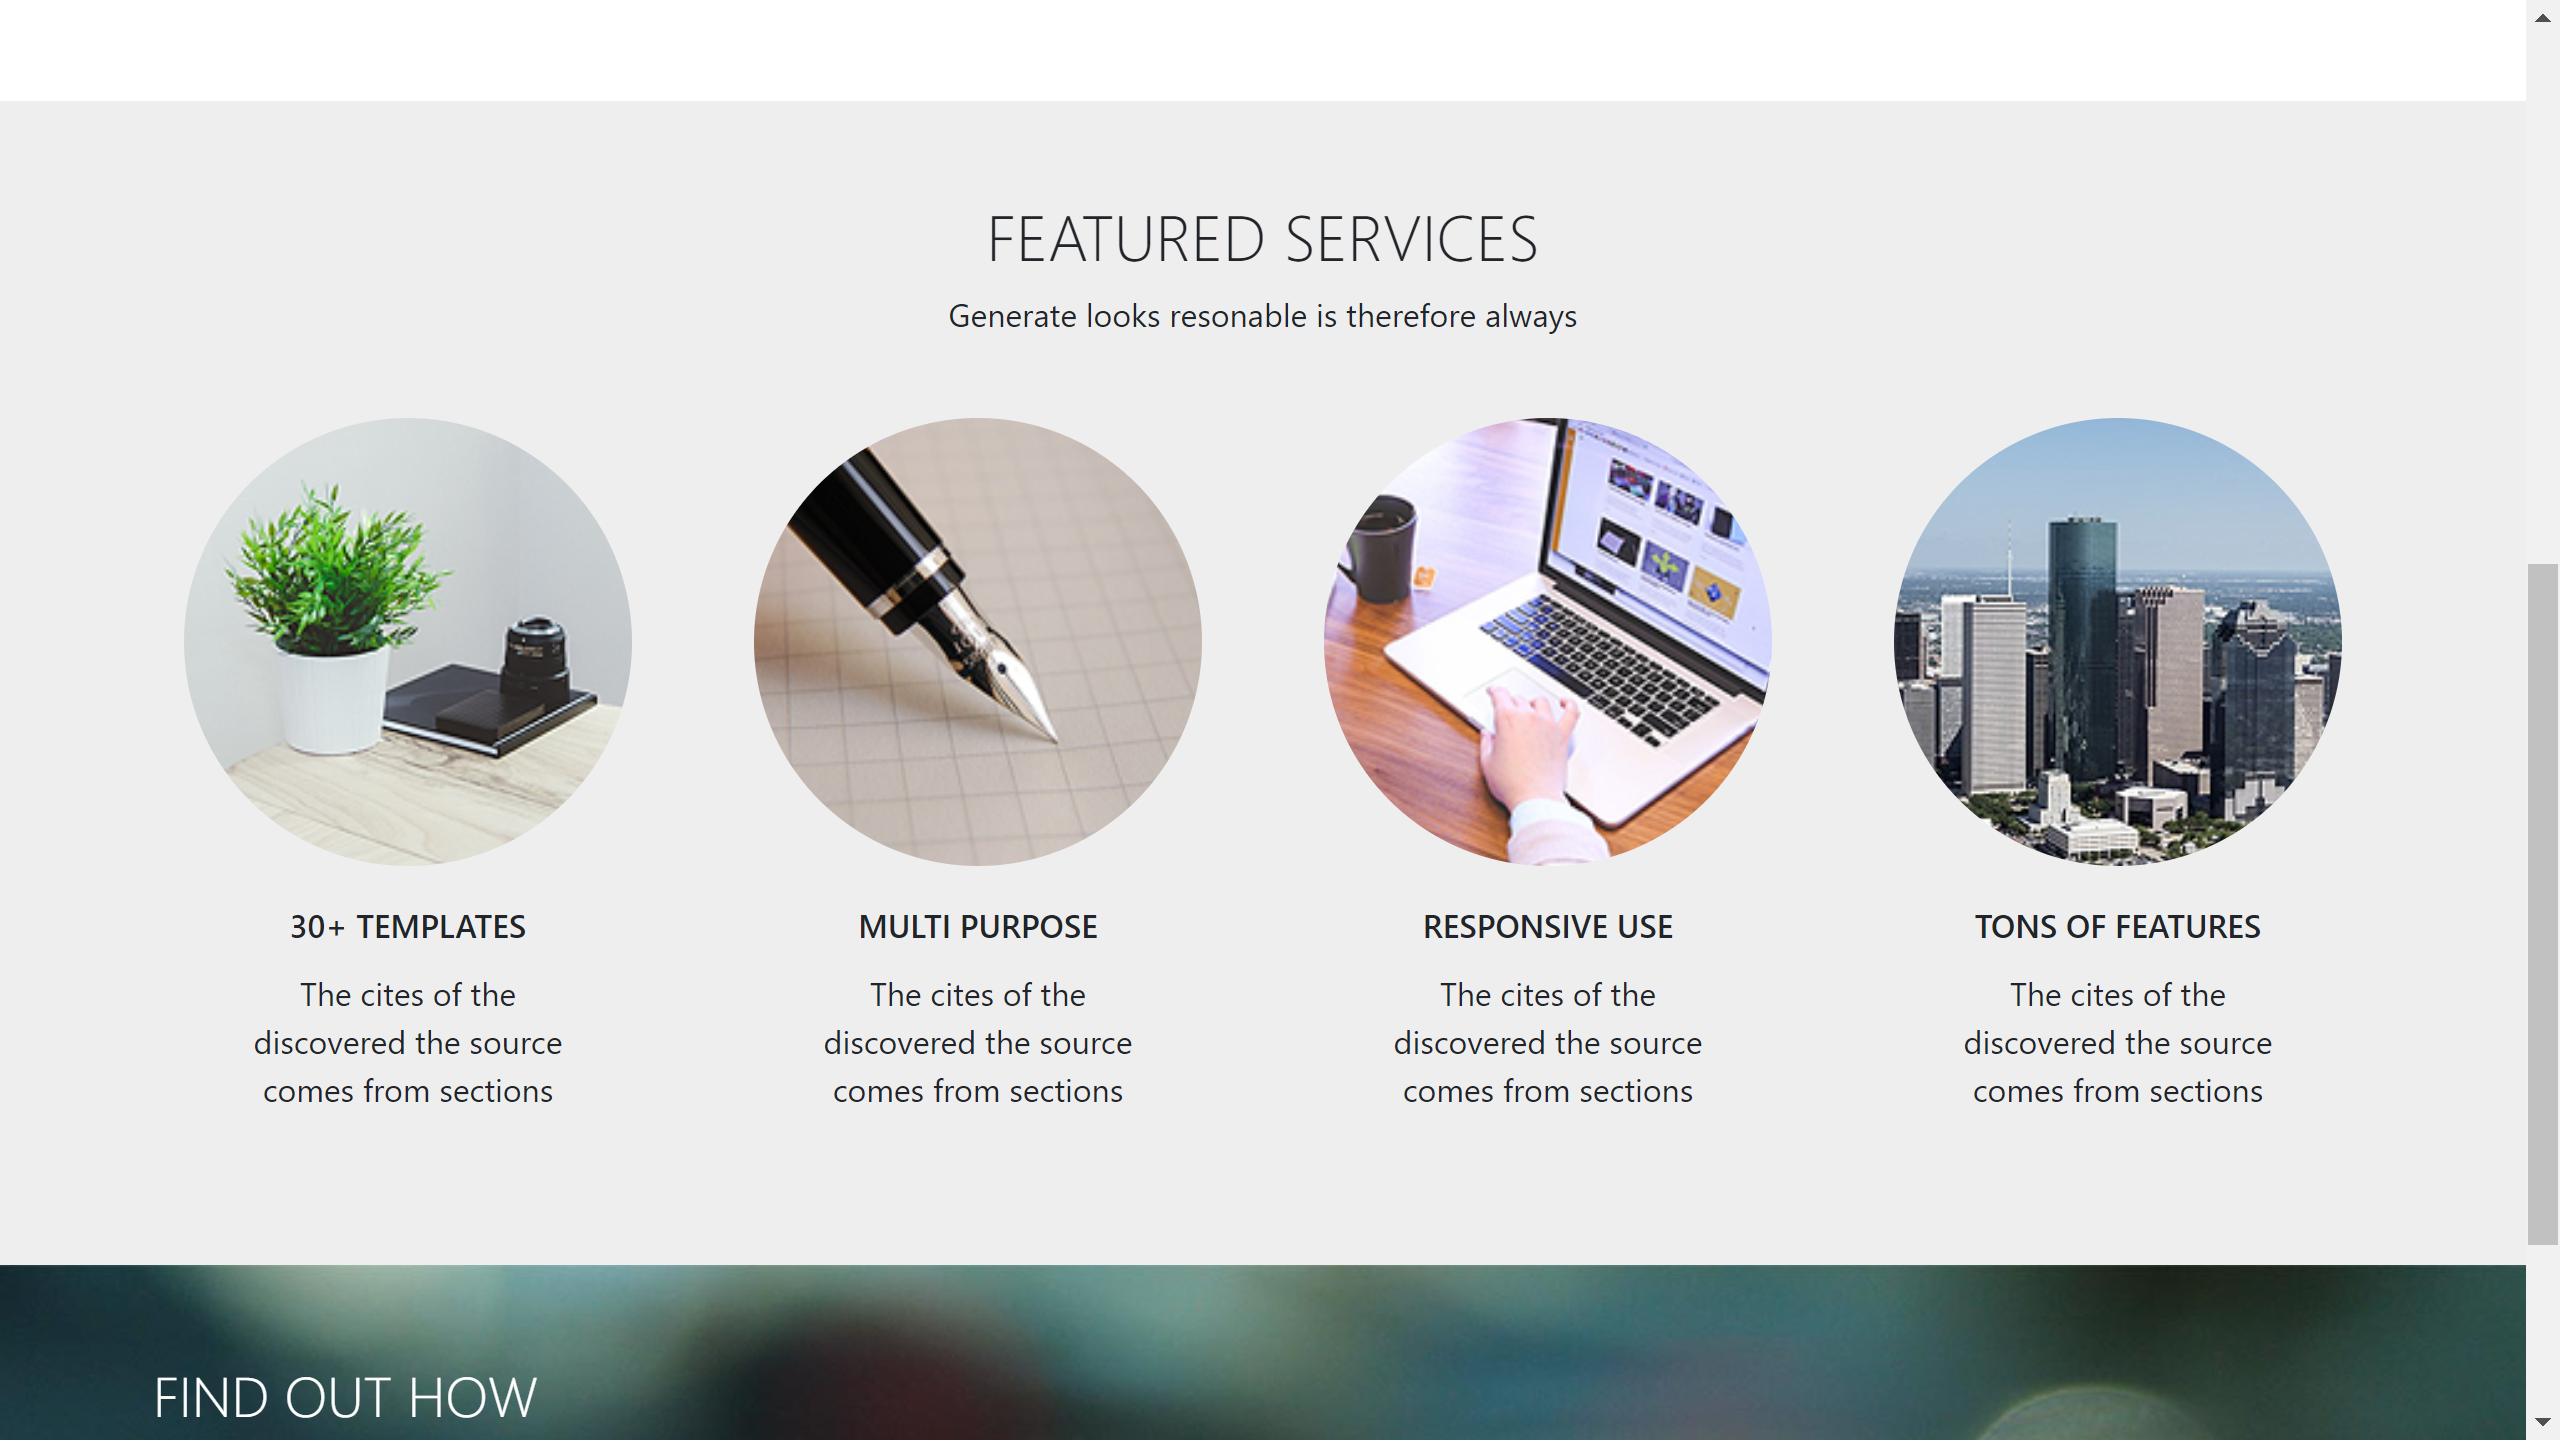 FEATURED SERVICES
Generate looks resonable is therefore always
30+ TEMPLATES
The cites of the
discovered the source
comes from sections
MULTI PURPOSE
The cites of the
discovered the source
comes from sections
RESPONSIVE USE
The cites of the
discovered the source
comes from sections
TONS OF FEATURES
The cites of the
discovered the source
comes from sections
FIND OUT HOW